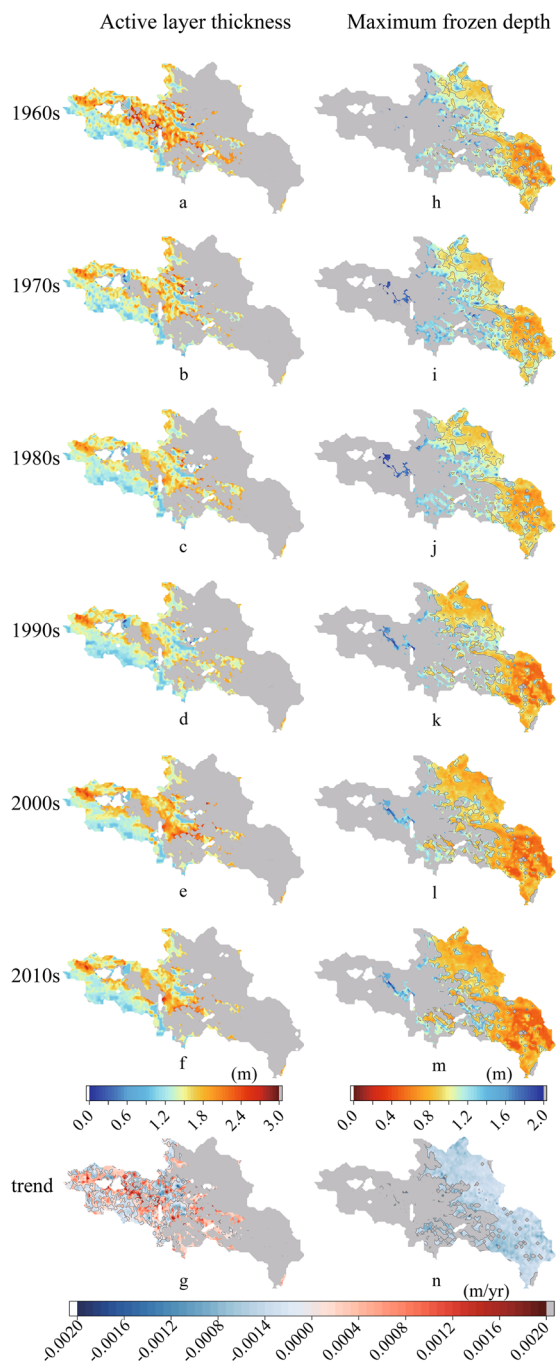 Active layer thickness Maximum frozen depth
1960s
a h
1970s
b i
1980s
c j
1990s
d k
2000s
e l
2010s
f m
(m) (m)
0.0 0.6 1.2 1.8 2.4 3.0 0.0 0.4 0.8 1.2 1.6 2.0
trend
g n
(m/yr)
-0.0020 -0.0016 -0.0012 -0.0008 -0.0014 0.0000 0.0004 0.0008 0.0012 0.0016 0.0020